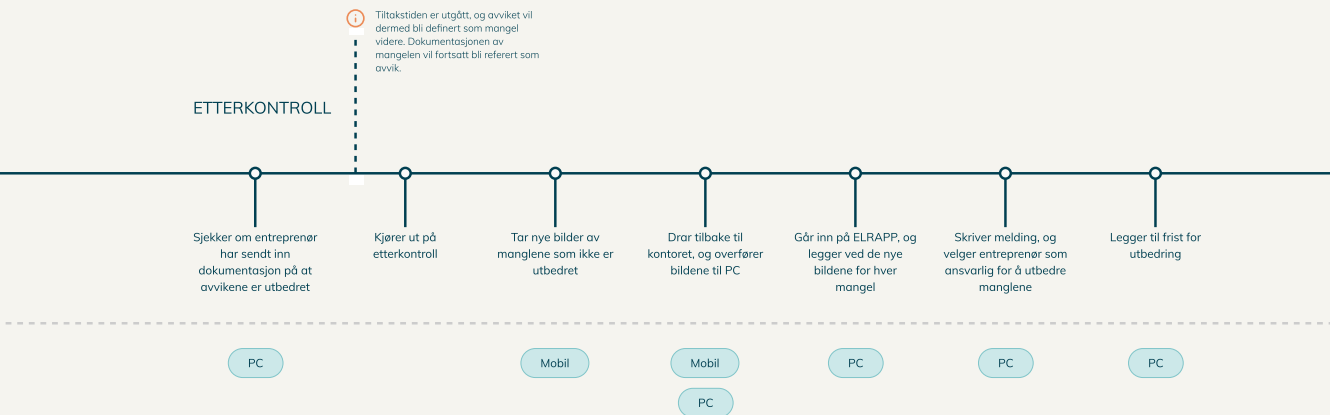 Tiltakstiden er utgått, og avviket vil
dermed bli definert som mangel
videre. Dokumentasjonen av
mangelen vil fortsatt bli referert som
avvik.
ETTERKONTROLL
Sjekker om entreprenør
har sendt inn
dokumentasjon på at
avvikene er utbedret
Kjører ut på
etterkontroll
Tar nye bilder av
manglene som ikke er
utbedret
Drar tilbake til
kontoret, og overfører
bildene til PC
Går inn på ELRAPP, og
legger ved de nye
bildene for hver
mangel
Skriver melding, og
velger entreprenør som
ansvarlig for å utbedre
manglene
Legger til frist for
utbedring
PC
Mobil
Mobil
PC
PC
PC
PC